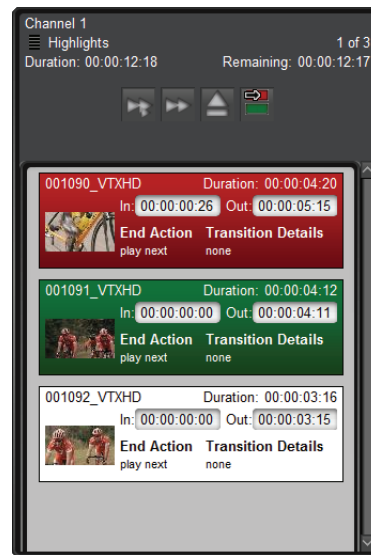 Channel 1
Highlights 1 of 3
Duration: 00:00:12:18 Remaining: 00:00:12:17
001090_VTXHD Duration: 00:00:04:20
In: 00:00:00:26 Out: 00:00:05:15
End Action Transition Details
play next none
001091_VTXHD Duration: 00:00:04:12
In: 00:00:00:00 Out: 00:00:04:11
End Action Transition Details
play next none
001092_VTXHD Duration: 00:00:03:16
In: 00:00:00:00 Out: 00:00:03:15
End Action Transition Details
play next none